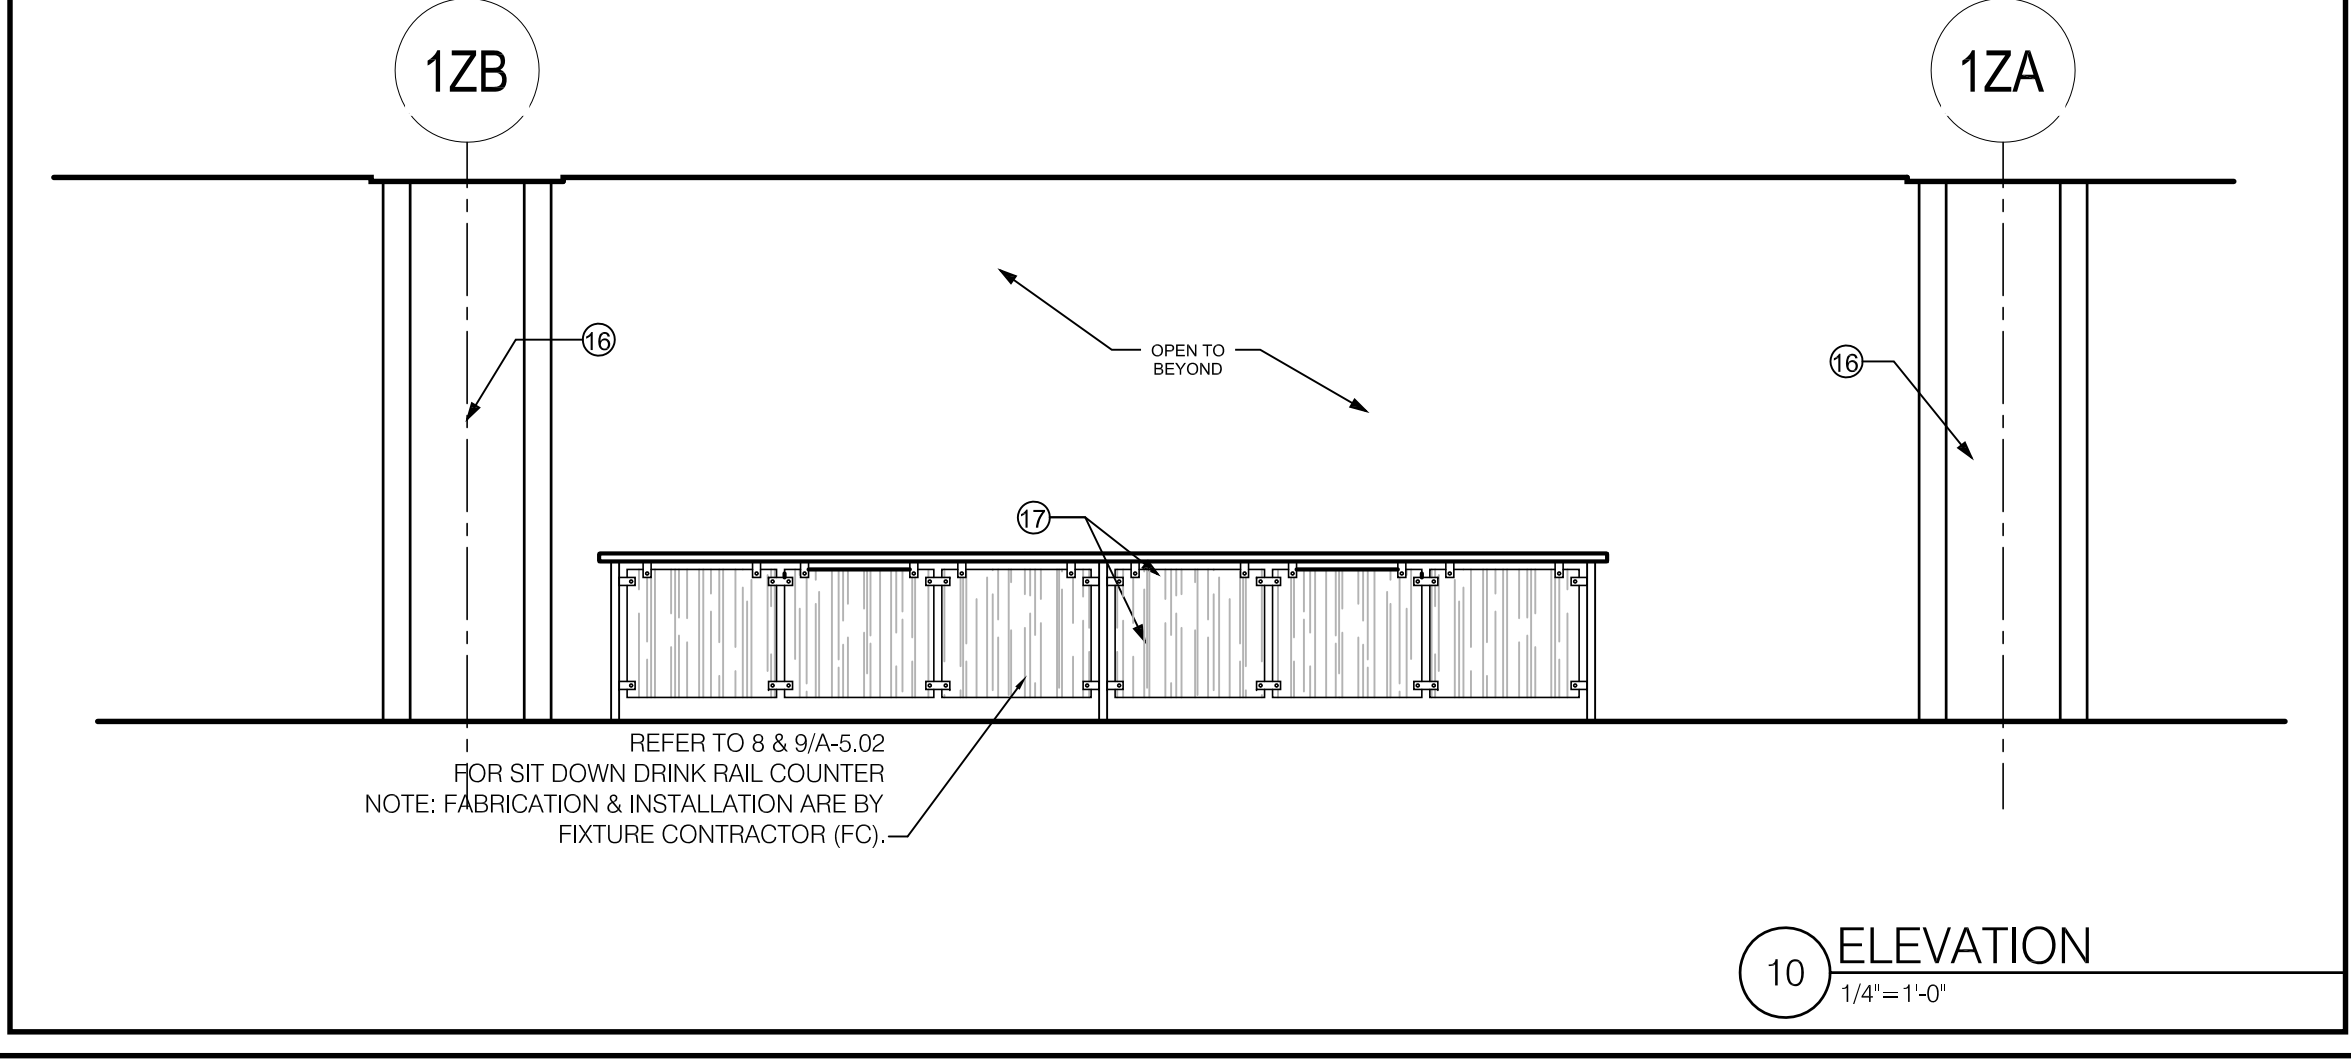 1ZB
1ZA
16
OPEN TO
BEYOND
16
17
REFER TO 8 & 9/A-5.02
FOR SIT DOWN DRINK RAIL COUNTER
NOTE: FABRICATION & INSTALLATION ARE BY
FIXTURE CONTRACTOR (FC).
10
ELEVATION
1/4"=1'-0"